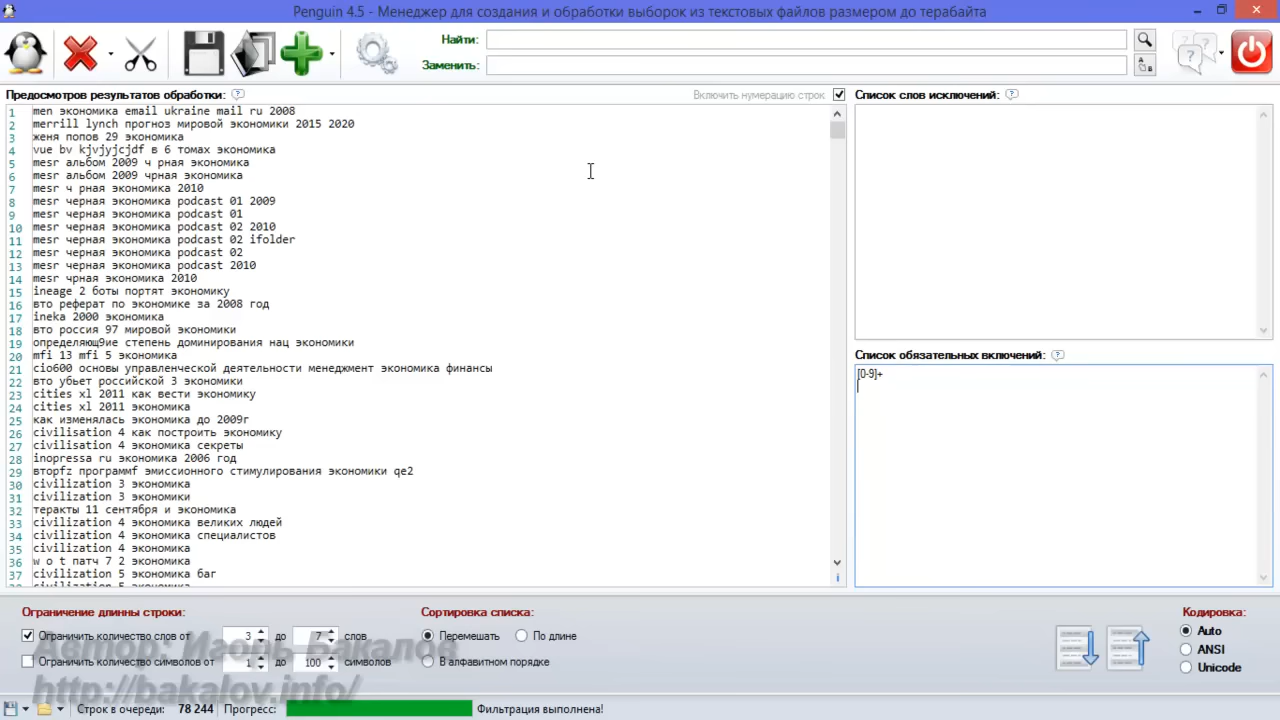 Penguin 4.5 - Менеджер для создания и обработки выборок из текстовых файлов размером до терабайта
Найти:
Заменить:
Предосмотров результатов обработки:
Включить нумерацию строк
Список слов исключений:
1 men экономика email ukraine mail ru 2008
2 merrill lynch прогноз мировой экономики 2015 2020
3 женя попов 29 экономика
4 vue bv kjvjyjcjdf в 6 томах экономика
5 mesr альбом 2009 ч рная экономика
6 mesr альбом 2009 чрная экономика
7 mesr ч рная экономика 2010
8 mesr черная экономика podcast 01 2009
9 mesr черная экономика podcast 01
10 mesr черная экономика podcast 02 2010
11 mesr черная экономика podcast 02 ifolder
12 mesr черная экономика podcast 02
13 mesr черная экономика podcast 2010
14 mesr чрная экономика 2010
15 ineage 2 боты портят экономику
16 вто реферат по экономике за 2008 год
17 ineka 2000 экономика
18 вто россия 97 мировой экономики
19 определяющ9ие степень доминирования нац экономики
20 mfi 13 mfi 5 экономика
21 cio600 основы управленческой деятельности менеджмент экономика финансы
22 вто убьет российской 3 экономики
23 cities xl 2011 как вести экономику
24 cities xl 2011 экономика
25 как изменялась экономика до 2009г
26 civilisation 4 как построить экономику
27 civilisation 4 экономика секреты
28 inopressa ru экономика 2006 год
29 вторfz программf эмиссионного стимулирования экономики qe2
30 civilization 3 экономика
31 civilization 3 экономики
32 теракты 11 сентября и экономика
33 civilization 4 экономика великих людей
34 civilization 4 экономика специалистов
35 civilization 4 экономика
36 w o t патч 7 2 экономика
37 civilization 5 экономика баг
Список обязательных включений:
[0-9]+
Ограничение длинны строки:
Ограничить количество слов от 3 до 7 слов
Ограничить количество символов от 1 до 100 символов
Сортировка списка:
Перемешать
По длине
В алфавитном порядке
Кодировка:
Auto
ANSI
Unicode
Автор: Игорь Бакалов
http://bakalov.info/
Строк в очереди: 78 244 Прогресс: Фильтрация выполнена!